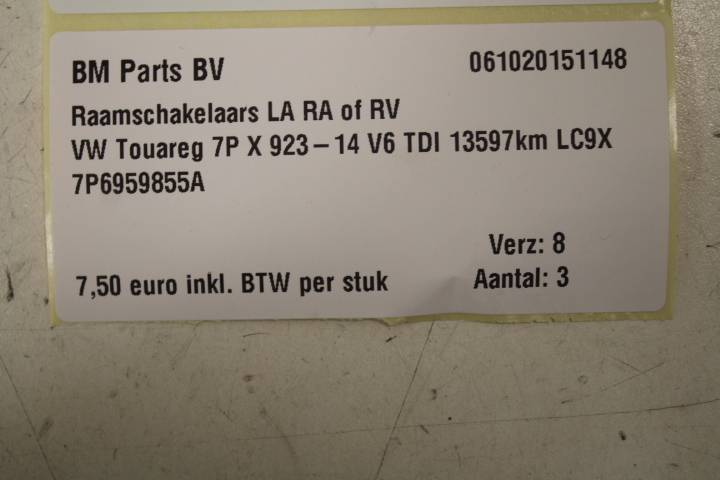 BM Parts BV 061020151148
Raamschakelaars LA RA of RV
VW Touareg 7P X 923-14 V6 TDI 13597km LC9X
7P6959855A
Verz: 8
7,50 euro inkl. BTW per stuk Aantal: 3